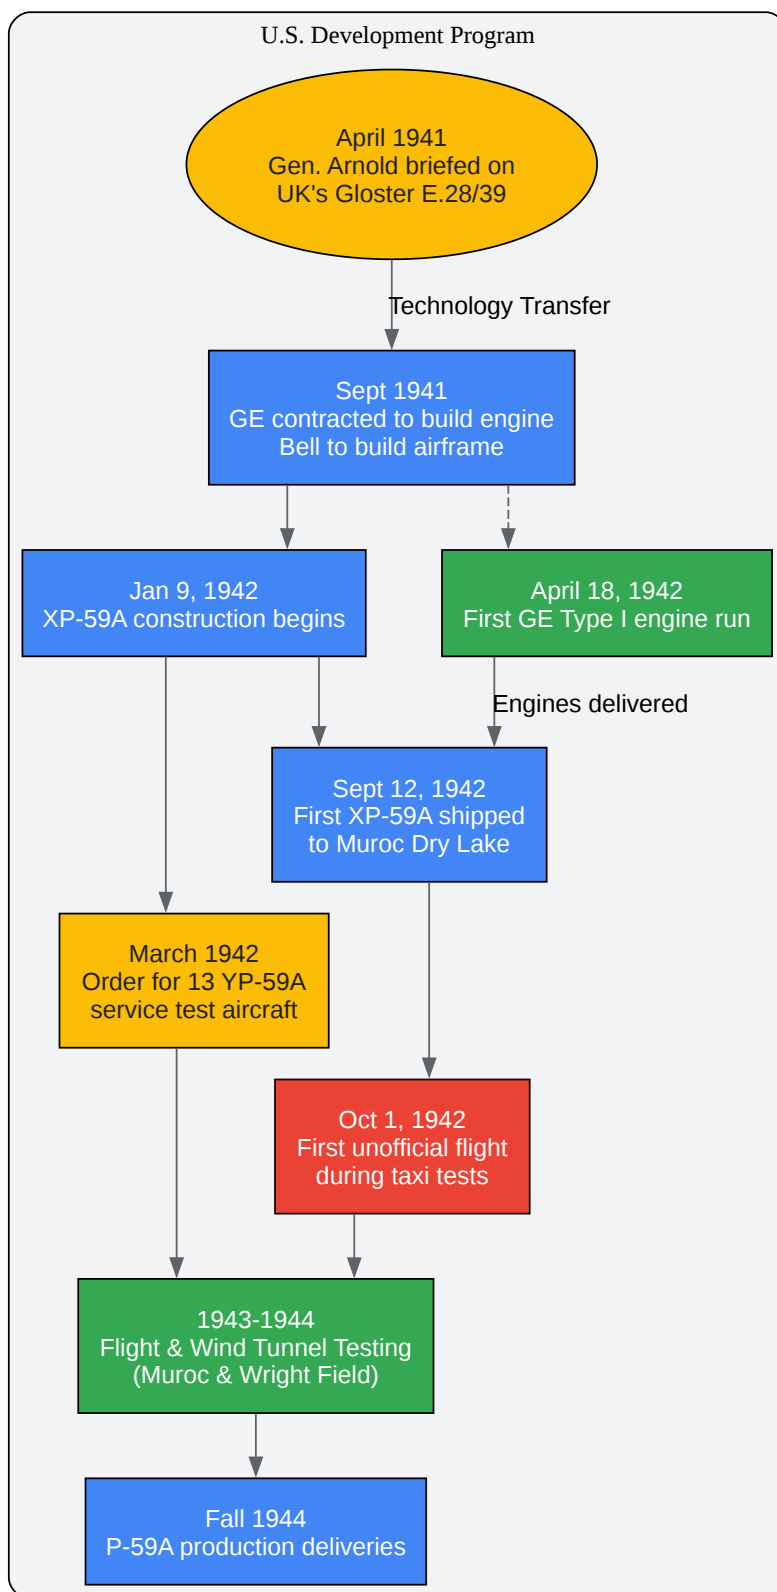 U.S. Development Program
April 1941
Gen. Arnold briefed on
UK's Gloster E.28/39
Technology Transfer
Sept 1941
GE contracted to build engine
Bell to build airframe
Jan 9, 1942
XP-59A construction begins
April 18, 1942
First GE Type I engine run
Engines delivered
Sept 12, 1942
First XP-59A shipped
to Muroc Dry Lake
March 1942
Order for 13 YP-59A
service test aircraft
Oct 1, 1942
First unofficial flight
during taxi tests
1943-1944
Flight & Wind Tunnel Testing
(Muroc & Wright Field)
Fall 1944
P-59A production deliveries